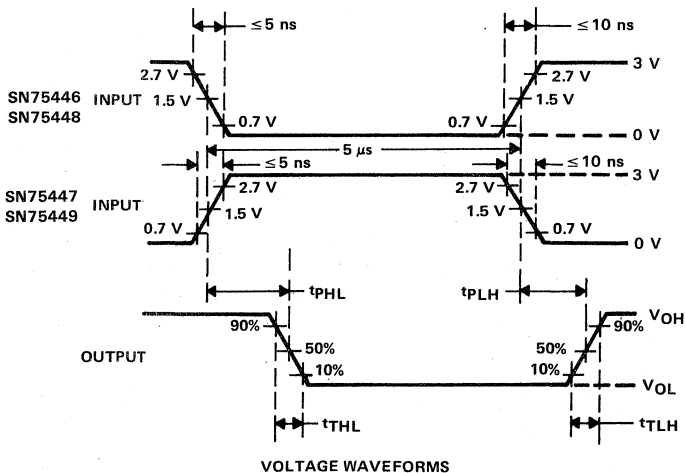 ≤5 ns ≤10 ns
2.7 V 2.7 V 3 V
SN75446 INPUT 1.5 V 1.5 V
SN75448
0.7 V 0.7 V
0 V
5 μs
≤5 ns ≤10 ns
3 V
2.7 V 2.7 V
SN75447 INPUT 1.5 V 1.5 V
SN75449
0.7 V 0.7 V
0 V
tPHL tPLH
VOH
90% 90%
OUTPUT 50% 50%
10% 10%
VOL
tTHL tTLH
VOLTAGE WAVEFORMS